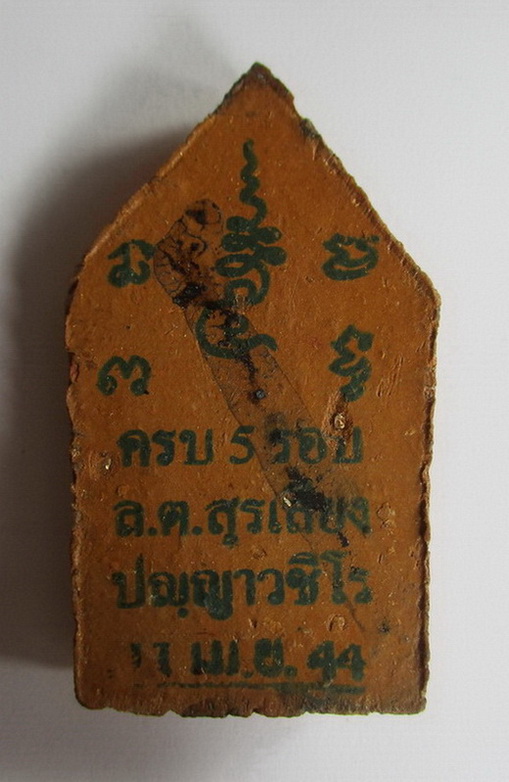 ครบ 5 รอบ
ล.ต.สุรเสียง
ปญฺญาวชิโร
เม.ย. 44